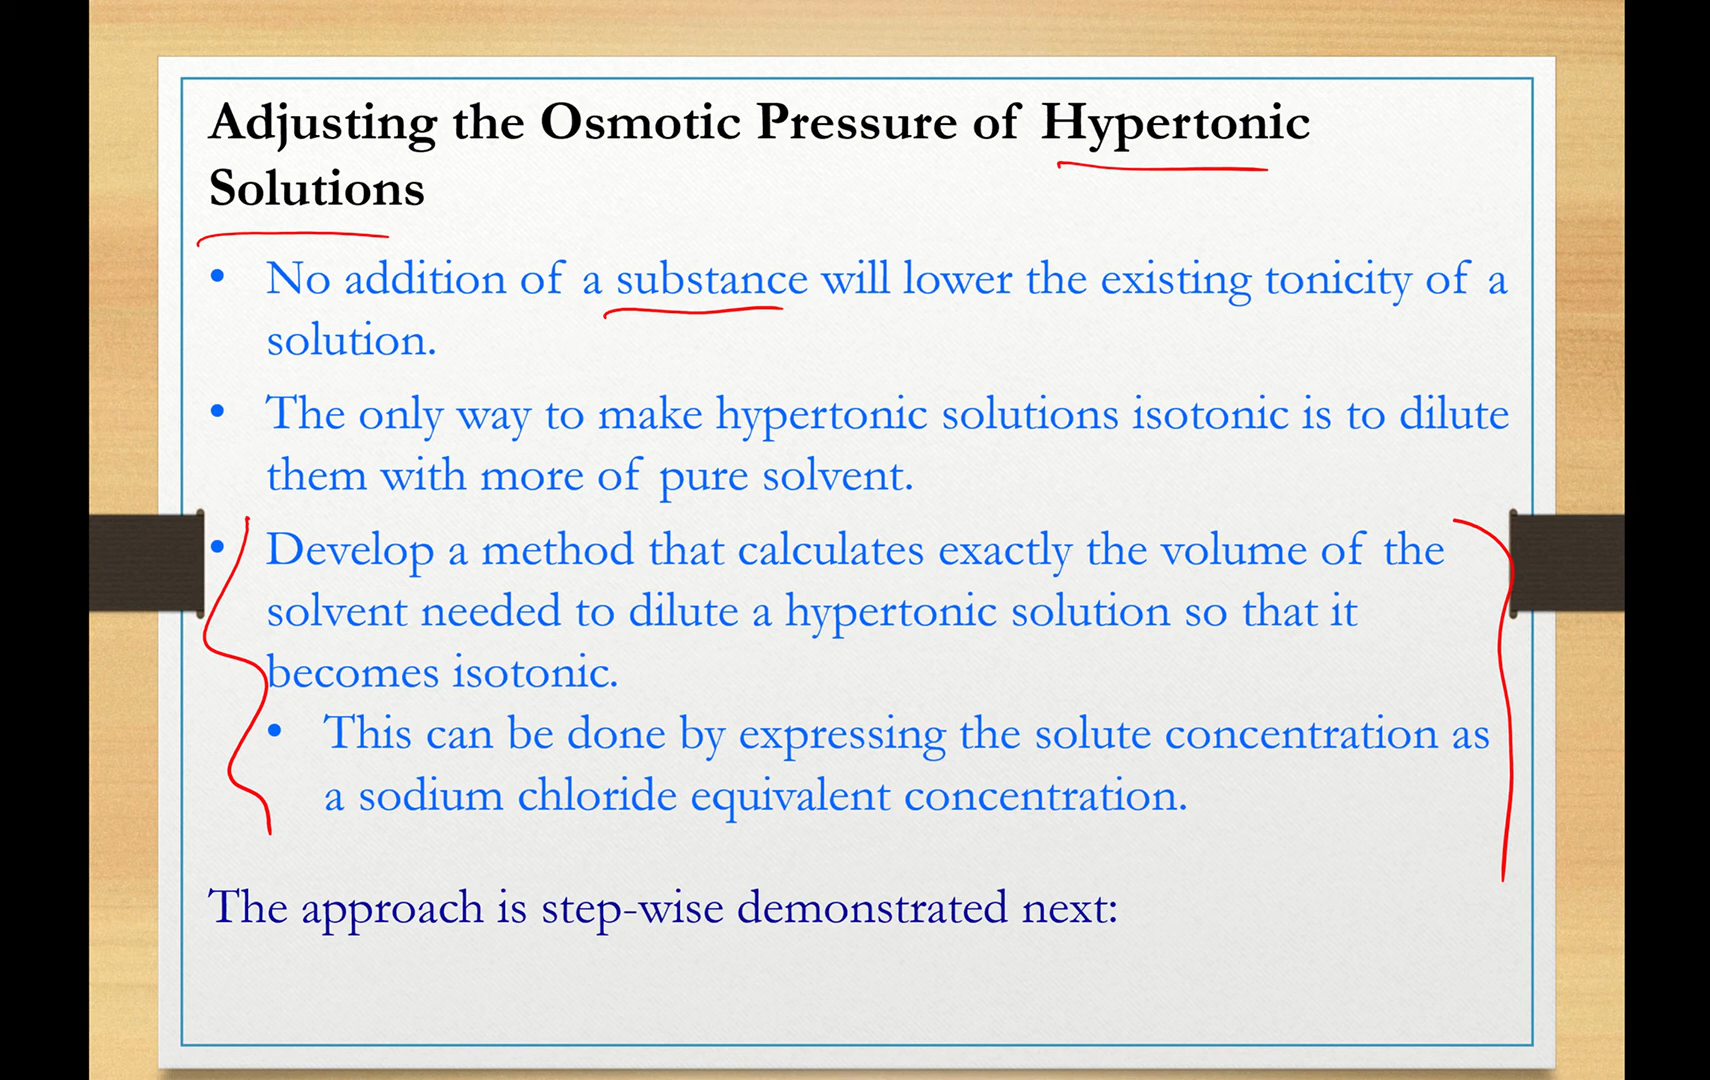 Adjusting the Osmotic Pressure of Hypertonic
Solutions
• No addition of a substance will lower the existing tonicity of a
solution.
• The only way to make hypertonic solutions isotonic is to dilute
them with more of pure solvent.
• Develop a method that calculates exactly the volume of the
solvent needed to dilute a hypertonic solution so that it
becomes isotonic.
• This can be done by expressing the solute concentration as
a sodium chloride equivalent concentration.
The approach is step-wise demonstrated next: